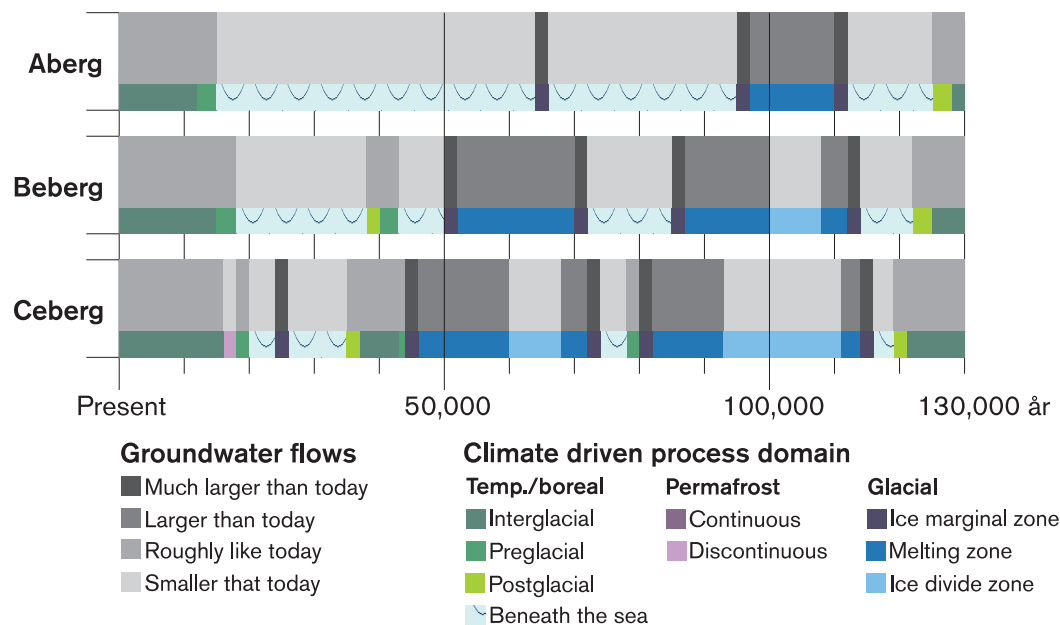 Aberg
Beberg
Ceberg
Present 50,000 100,000 130,000 år
Groundwater flows
Much larger than today
Larger than today
Roughly like today
Smaller that today
Climate driven process domain
Temp./boreal
Interglacial
Preglacial
Postglacial
Beneath the sea
Permafrost
Continuous
Discontinuous
Glacial
Ice marginal zone
Melting zone
Ice divide zone